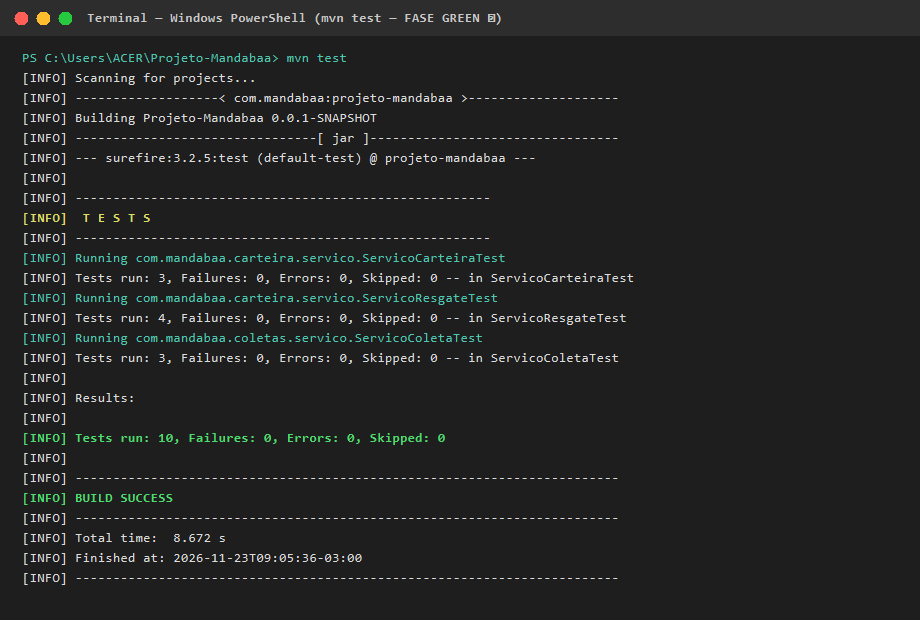 Terminal — Windows PowerShell (mvn test — FASE GREEN )
PS C:\Users\ACER\Projeto-Mandabaa> mvn test
[INFO] Scanning for projects...
[INFO] -------------------< com.mandabaa:projeto-mandabaa >--------------------
[INFO] Building Projeto-Mandabaa 0.0.1-SNAPSHOT
[INFO] --------------------------------[ jar ]---------------------------------
[INFO] --- surefire:3.2.5:test (default-test) @ projeto-mandabaa ---
[INFO]
[INFO] -------------------------------------------------------
[INFO]  T E S T S
[INFO] -------------------------------------------------------
[INFO] Running com.mandabaa.carteira.servico.ServicoCarteiraTest
[INFO] Tests run: 3, Failures: 0, Errors: 0, Skipped: 0 -- in ServicoCarteiraTest
[INFO] Running com.mandabaa.carteira.servico.ServicoResgateTest
[INFO] Tests run: 4, Failures: 0, Errors: 0, Skipped: 0 -- in ServicoResgateTest
[INFO] Running com.mandabaa.coletas.servico.ServicoColetaTest
[INFO] Tests run: 3, Failures: 0, Errors: 0, Skipped: 0 -- in ServicoColetaTest
[INFO]
[INFO] Results:
[INFO]
[INFO] Tests run: 10, Failures: 0, Errors: 0, Skipped: 0
[INFO]
[INFO] ------------------------------------------------------------------------
[INFO] BUILD SUCCESS
[INFO] ------------------------------------------------------------------------
[INFO] Total time:  8.672 s
[INFO] Finished at: 2026-11-23T09:05:36-03:00
[INFO] ------------------------------------------------------------------------